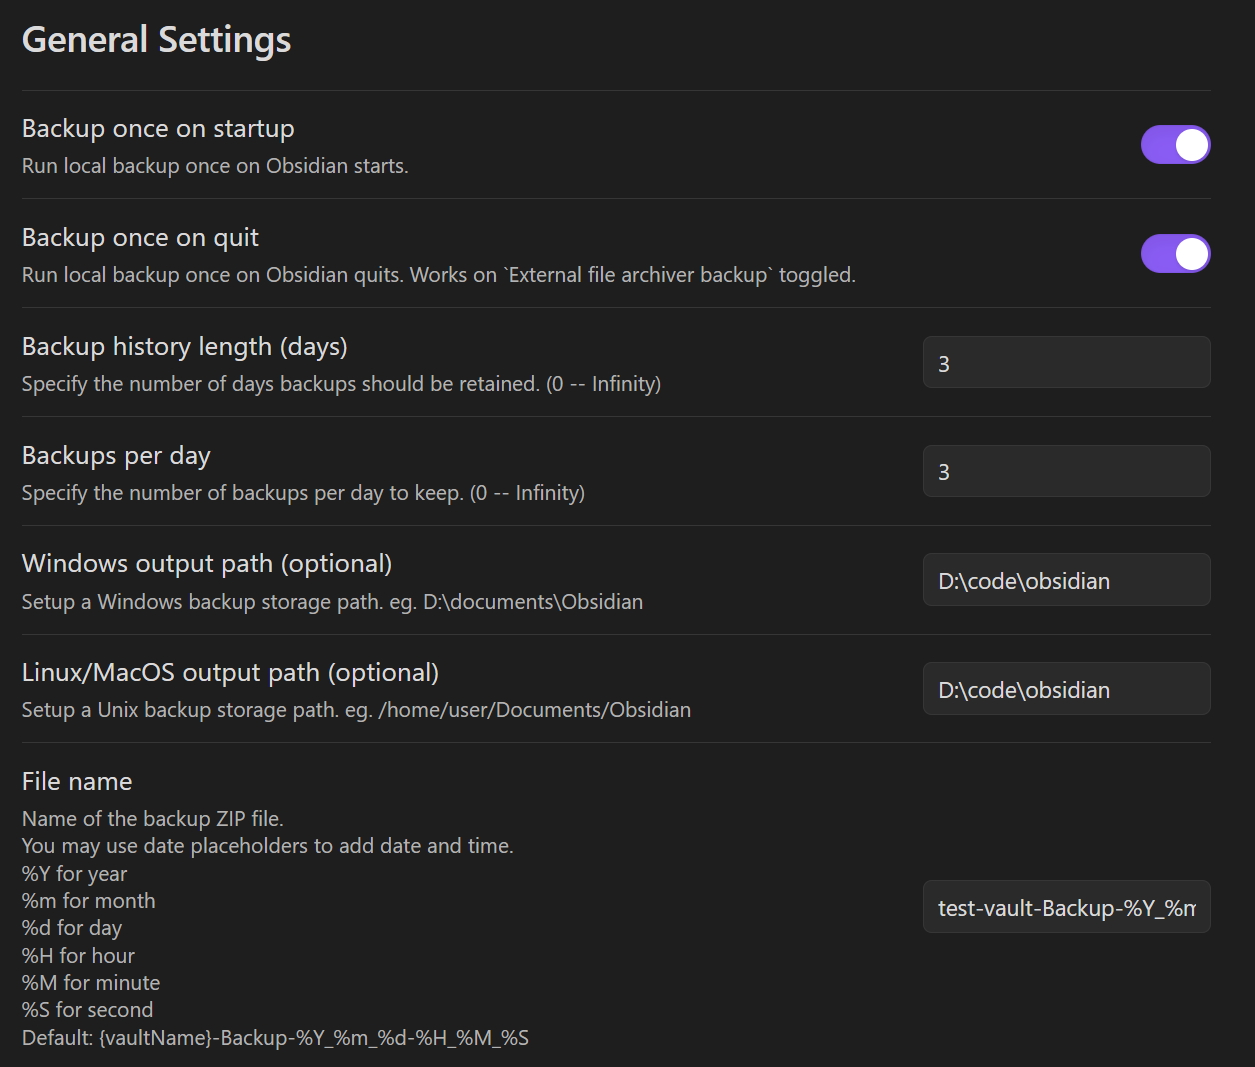 General Settings
Backup once on startup
Run local backup once on Obsidian starts.
Backup once on quit
Run local backup once on Obsidian quits. Works on `External file archiver backup` toggled.
Backup history length (days)
Specify the number of days backups should be retained. (0 -- Infinity)
3
Backups per day
Specify the number of backups per day to keep. (0 -- Infinity)
3
Windows output path (optional)
Setup a Windows backup storage path. eg. D:\documents\Obsidian
D:\code\obsidian
Linux/MacOS output path (optional)
Setup a Unix backup storage path. eg. /home/user/Documents/Obsidian
D:\code\obsidian
File name
Name of the backup ZIP file.
You may use date placeholders to add date and time.
%Y for year
%m for month
%d for day
%H for hour
%M for minute
%S for second
Default: {vaultName}-Backup-%Y_%m_%d-%H_%M_%S
test-vault-Backup-%Y_%m